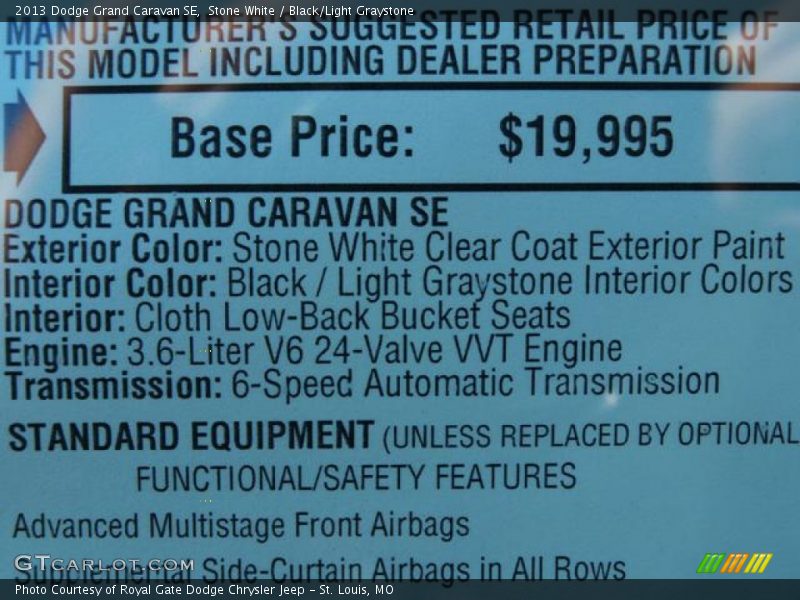 2013 Dodge Grand Caravan SE, Stone White / Black/Light Graystone
MANUFACTURER'S SUGGESTED RETAIL PRICE OF
THIS MODEL INCLUDING DEALER PREPARATION
Base Price: $19,995
DODGE GRAND CARAVAN SE
Exterior Color: Stone White Clear Coat Exterior Paint
Interior Color: Black / Light Graystone Interior Colors
Interior: Cloth Low-Back Bucket Seats
Engine: 3.6-Liter V6 24-Valve VVT Engine
Transmission: 6-Speed Automatic Transmission
STANDARD EQUIPMENT (UNLESS REPLACED BY OPTIONAL
FUNCTIONAL/SAFETY FEATURES
Advanced Multistage Front Airbags
GTCARLOT.COM
Supplemental Side-Curtain Airbags in All Rows
Photo Courtesy of Royal Gate Dodge Chrysler Jeep - St. Louis, MO